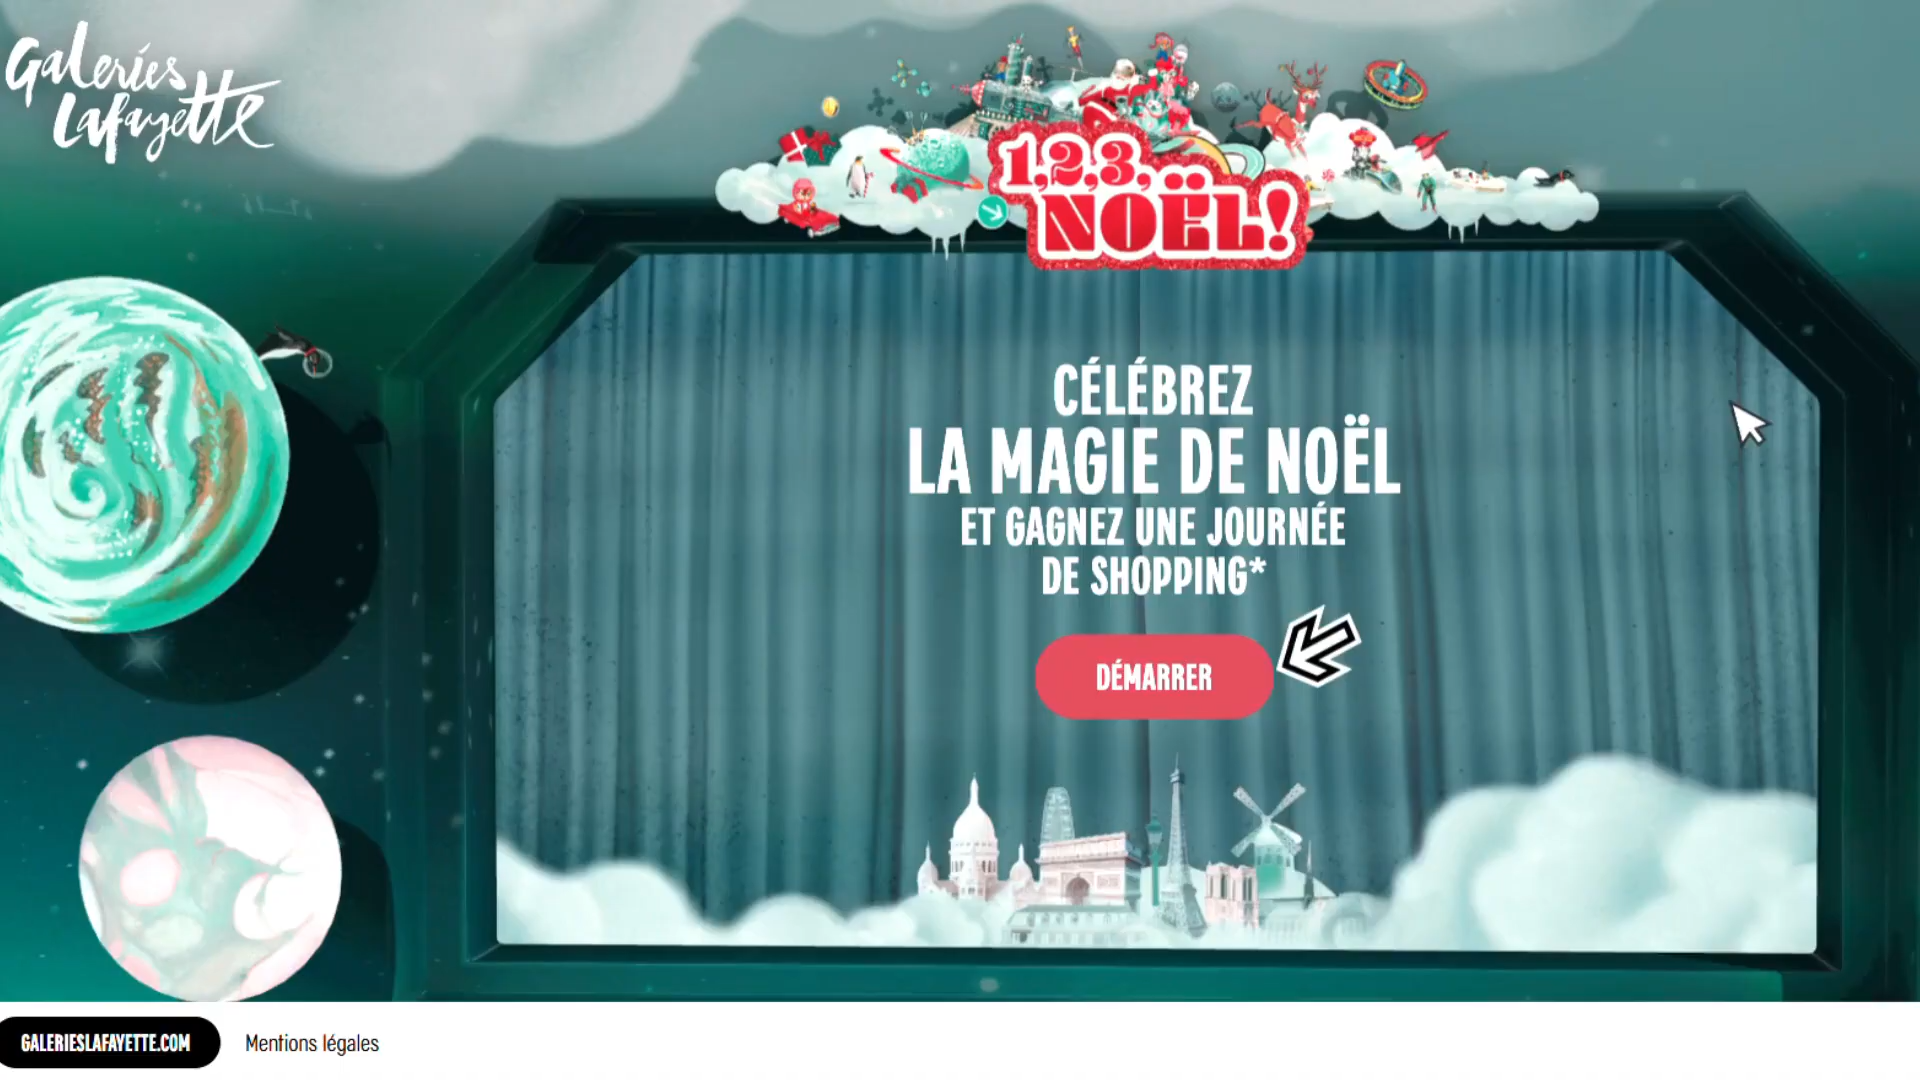 Galeries
Lafayette
1,2,3,
NOËL!
CÉLÉBREZ
LA MAGIE DE NOËL
ET GAGNEZ UNE JOURNÉE
DE SHOPPING*
DÉMARRER
GALERIESLAFAYETTE.COM
Mentions légales